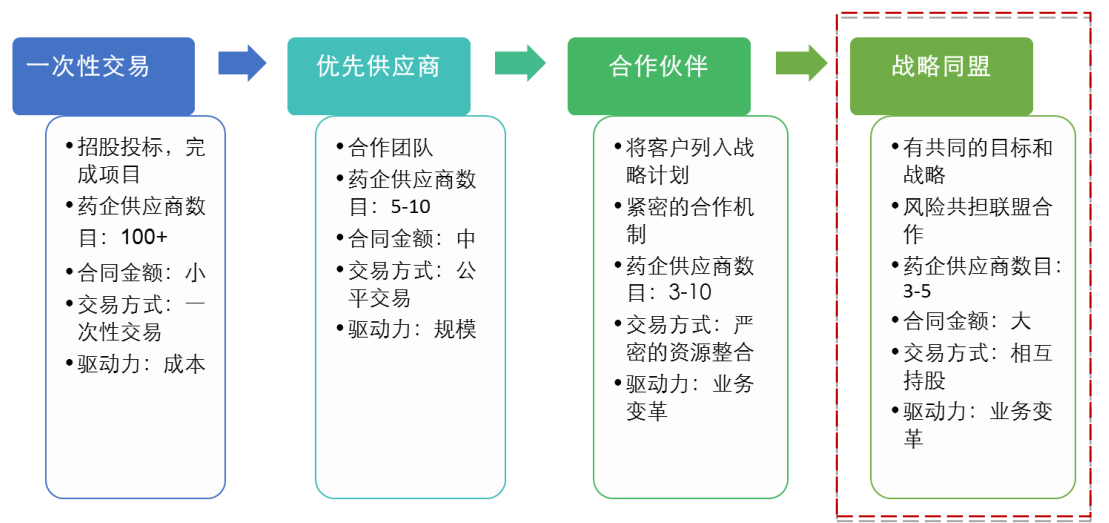 一次性交易
•招股投标，完
成项目
•药企供应商数
目：100+
•合同金额：小
•交易方式：一
次性交易
•驱动力：成本
优先供应商
•合作团队
•药企供应商数
目：5-10
•合同金额：中
•交易方式：公
平交易
•驱动力：规模
合作伙伴
•将客户列入战
略计划
•紧密的合作机
制
•药企供应商数
目：3-10
•交易方式：严
密的资源整合
•驱动力：业务
变革
战略同盟
•有共同的目标和
战略
•风险共担联盟合
作
•药企供应商数目：
3-5
•合同金额：大
•交易方式：相互
持股
•驱动力：业务变
革